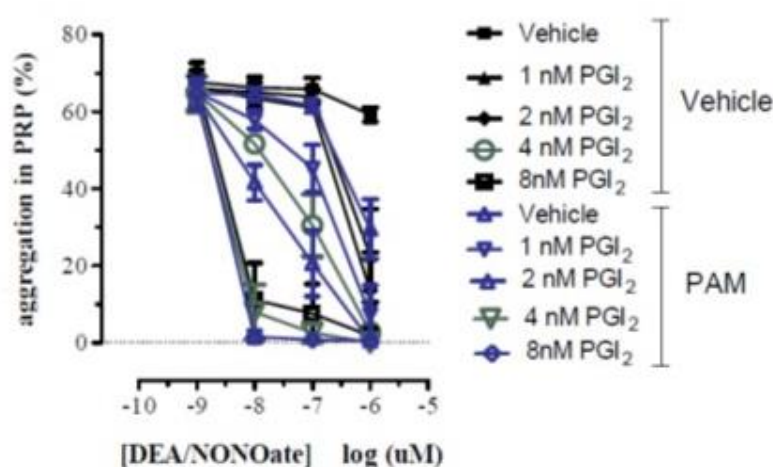 aggregation in PRP (%)
80
60
40
20
0
-10 -9 -8 -7 -6 -5
[DEA/NONOate] log (uM)
Vehicle
1 nM PGI₂
2 nM PGI₂
4 nM PGI₂
8nM PGI₂
Vehicle
Vehicle
1 nM PGI₂
2 nM PGI₂
4 nM PGI₂
8nM PGI₂
PAM